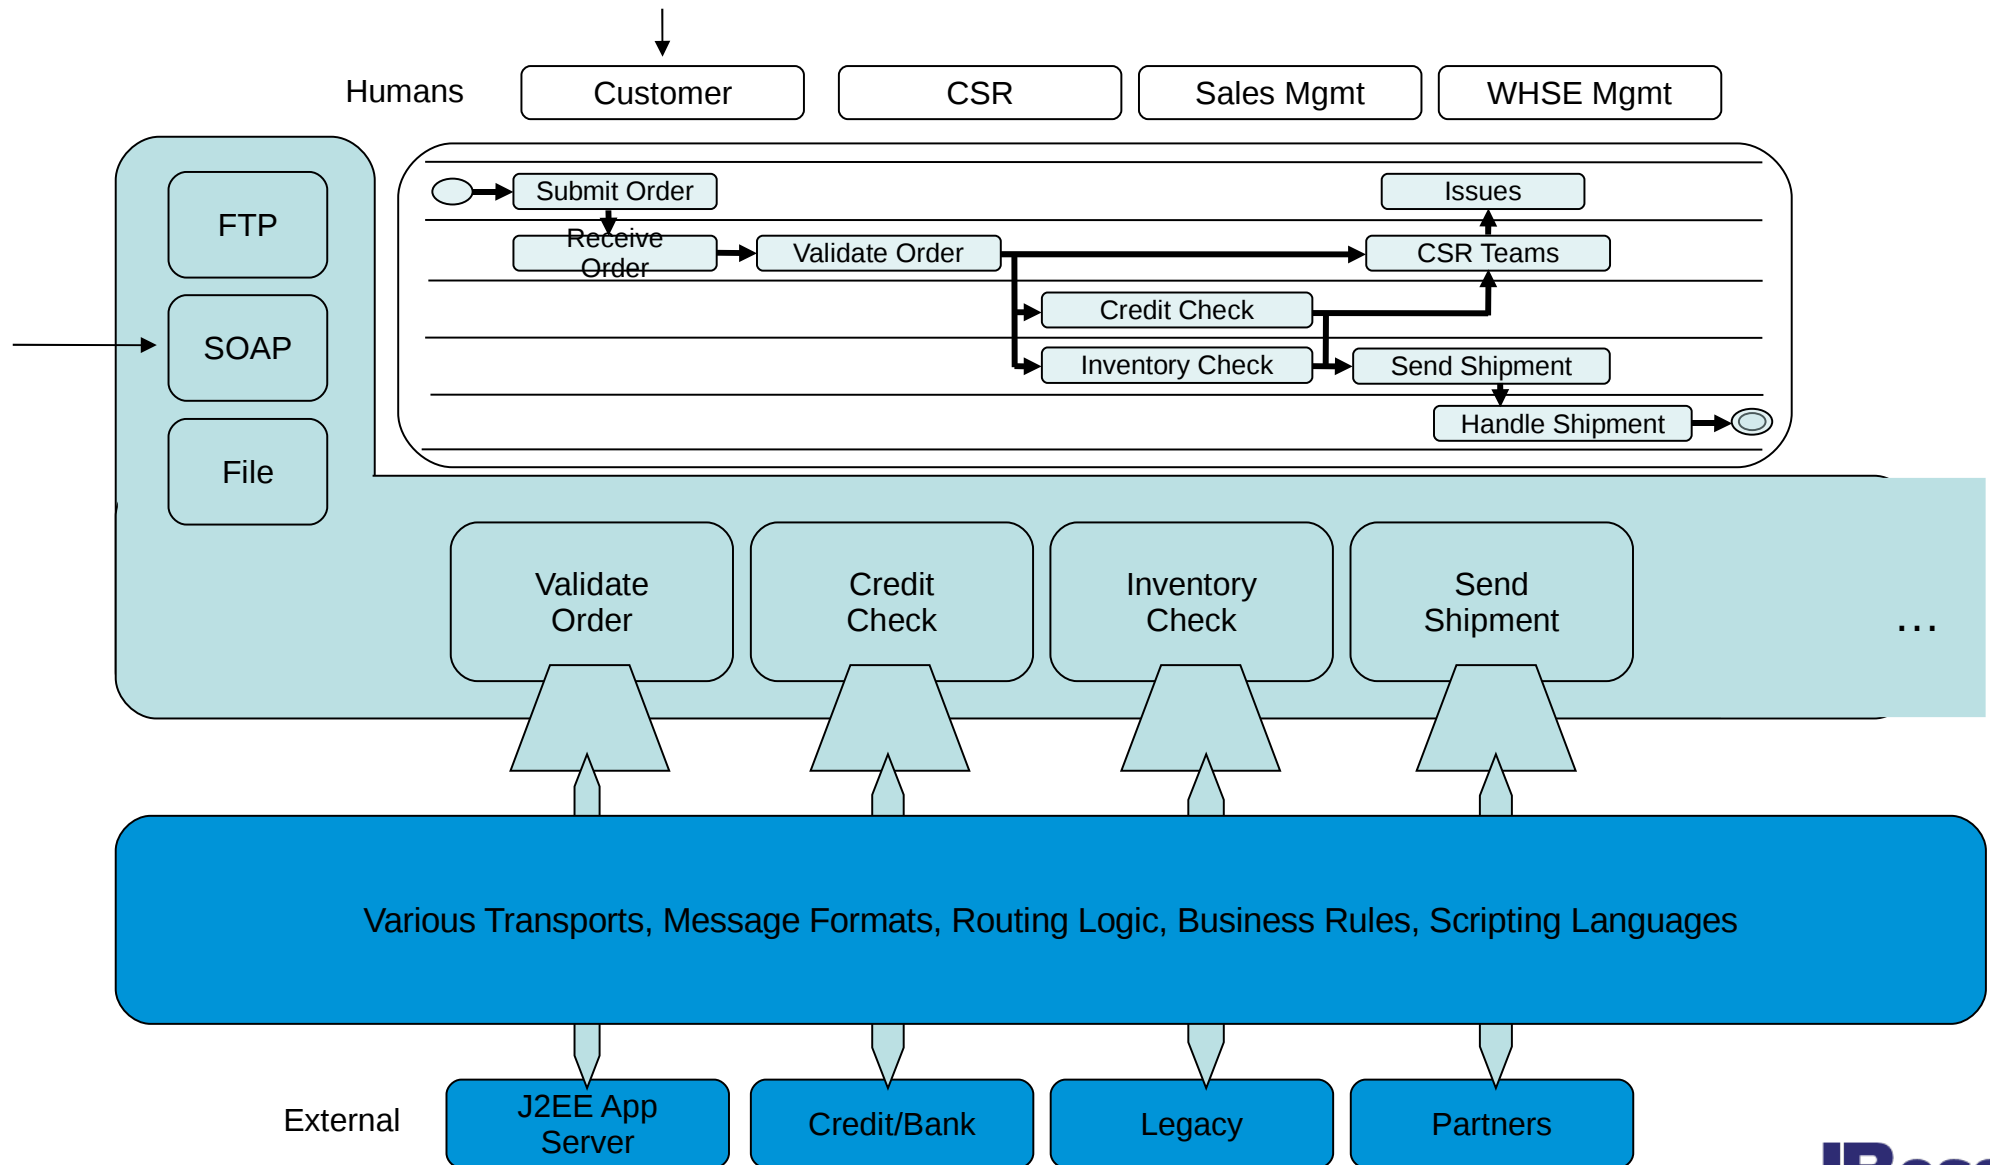 Humans
Customer
CSR
Sales Mgmt
WHSE Mgmt
FTP
SOAP
File
Submit Order
Issues
Receive
Order
Validate Order
CSR Teams
Credit Check
Inventory Check
Send Shipment
Handle Shipment
Validate
Order
Credit
Check
Inventory
Check
Send
Shipment
...
Various Transports, Message Formats, Routing Logic, Business Rules, Scripting Languages
External
J2EE App
Server
Credit/Bank
Legacy
Partners